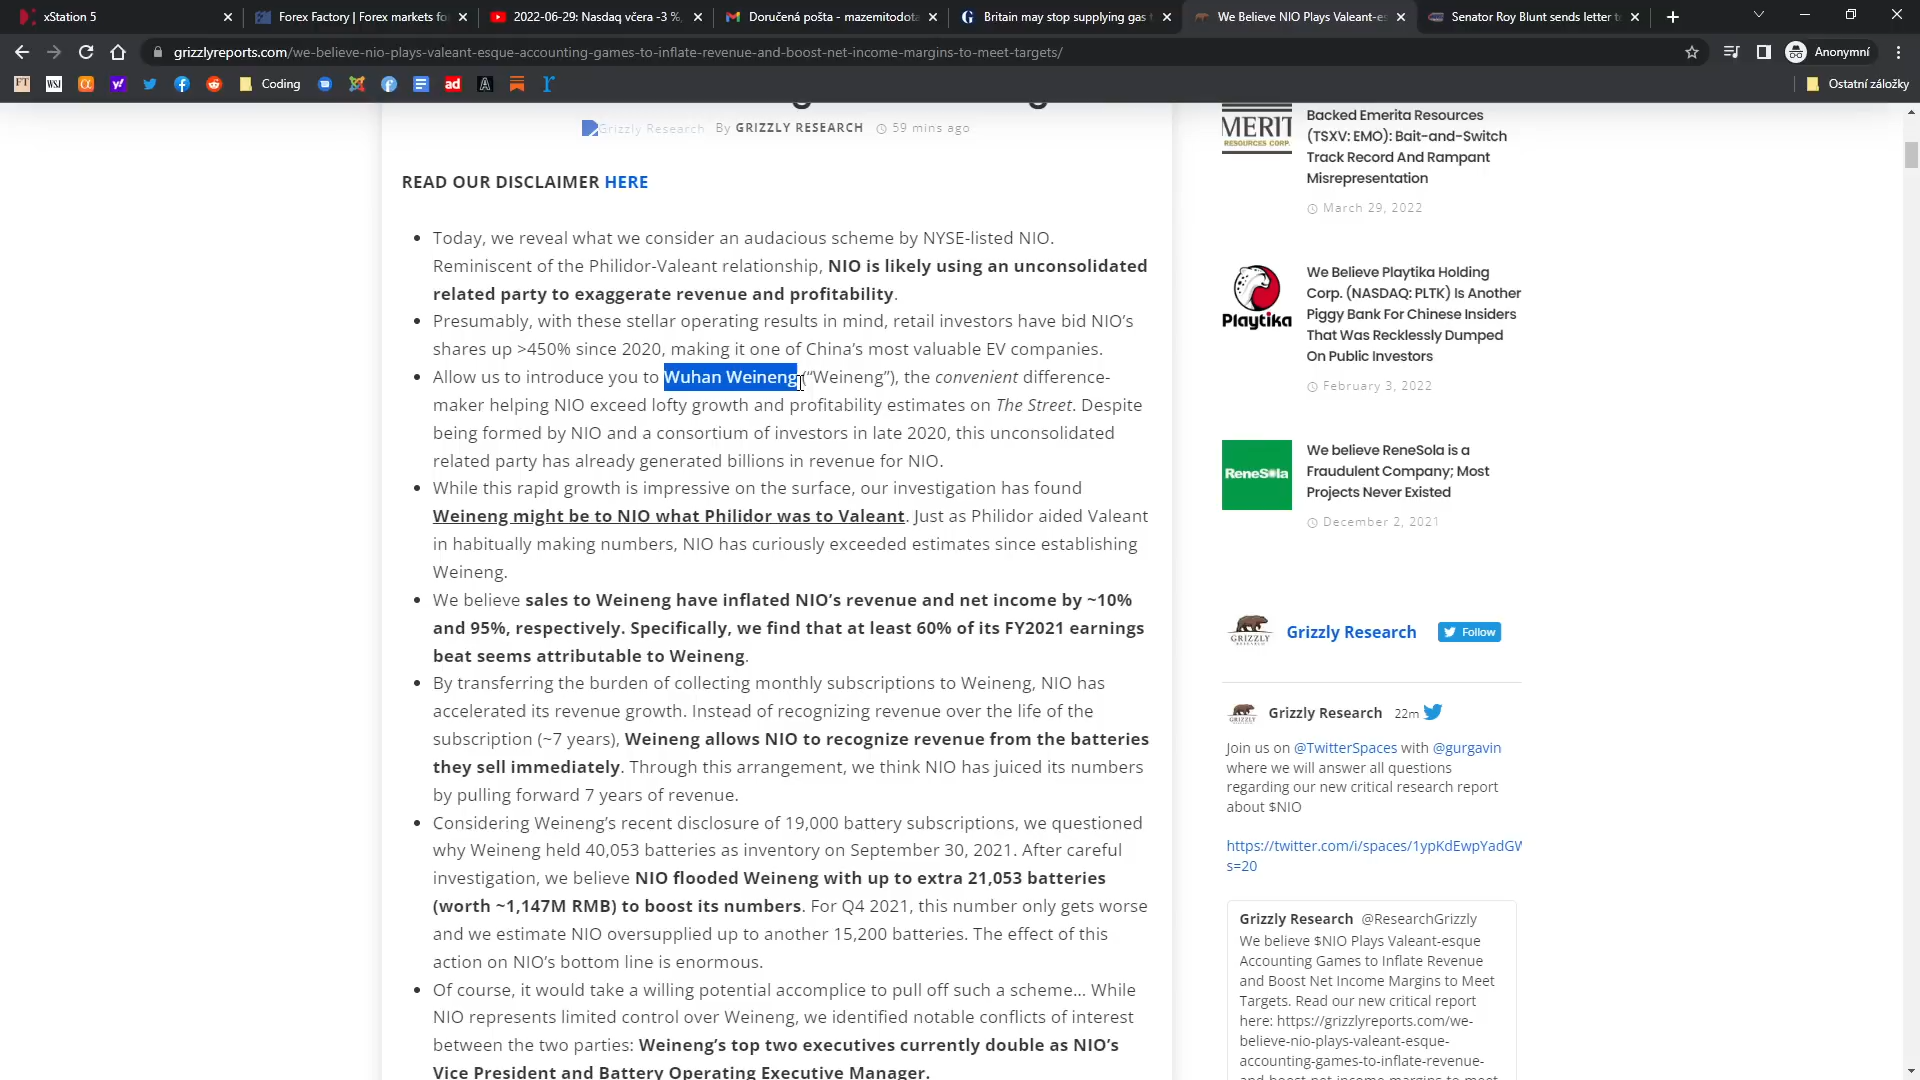 xStation 5
Forex Factory | Forex markets fo
2022-06-29: Nasdaq včera -3 %,
Doručená pošta - mazemitodota
Britain may stop supplying gas t
We Believe NIO Plays Valeant-es
Senator Roy Blunt sends letter t
grizzlyreports.com/we-believe-nio-plays-valeant-esque-accounting-games-to-inflate-revenue-and-boost-net-income-margins-to-meet-targets/
Anonymní
FT
WSJ
Coding
ad
Ostatní záložky
Grizzly Research By GRIZZLY RESEARCH 59 mins ago
READ OUR DISCLAIMER HERE
Today, we reveal what we consider an audacious scheme by NYSE-listed NIO.
Reminiscent of the Philidor-Valeant relationship, NIO is likely using an unconsolidated
related party to exaggerate revenue and profitability.
Presumably, with these stellar operating results in mind, retail investors have bid NIO’s
shares up >450% since 2020, making it one of China’s most valuable EV companies.
Allow us to introduce you to Wuhan Weineng (“Weineng”), the convenient difference-
maker helping NIO exceed lofty growth and profitability estimates on The Street. Despite
being formed by NIO and a consortium of investors in late 2020, this unconsolidated
related party has already generated billions in revenue for NIO.
While this rapid growth is impressive on the surface, our investigation has found
Weineng might be to NIO what Philidor was to Valeant. Just as Philidor aided Valeant
in habitually making numbers, NIO has curiously exceeded estimates since establishing
Weineng.
We believe sales to Weineng have inflated NIO’s revenue and net income by ~10%
and 95%, respectively. Specifically, we find that at least 60% of its FY2021 earnings
beat seems attributable to Weineng.
By transferring the burden of collecting monthly subscriptions to Weineng, NIO has
accelerated its revenue growth. Instead of recognizing revenue over the life of the
subscription (~7 years), Weineng allows NIO to recognize revenue from the batteries
they sell immediately. Through this arrangement, we think NIO has juiced its numbers
by pulling forward 7 years of revenue.
Considering Weineng’s recent disclosure of 19,000 battery subscriptions, we questioned
why Weineng held 40,053 batteries as inventory on September 30, 2021. After careful
investigation, we believe NIO flooded Weineng with up to extra 21,053 batteries
(worth ~1,147M RMB) to boost its numbers. For Q4 2021, this number only gets worse
and we estimate NIO oversupplied up to another 15,200 batteries. The effect of this
action on NIO’s bottom line is enormous.
Of course, it would take a willing potential accomplice to pull off such a scheme… While
NIO represents limited control over Weineng, we identified notable conflicts of interest
between the two parties: Weineng’s top two executives currently double as NIO’s
Vice President and Battery Operating Executive Manager.
MERIT
RESOURCES CORP.
Backed Emerita Resources
(TSXV: EMO): Bait-and-Switch
Track Record And Rampant
Misrepresentation
March 29, 2022
Playtika
We Believe Playtika Holding
Corp. (NASDAQ: PLTK) Is Another
Piggy Bank For Chinese Insiders
That Was Recklessly Dumped
On Public Investors
February 3, 2022
ReneSola
We believe ReneSola is a
Fraudulent Company; Most
Projects Never Existed
December 2, 2021
GRIZZLY
Grizzly Research
Follow
Grizzly Research 22m
Join us on @TwitterSpaces with @gurgavin
where we will answer all questions
regarding our new critical research report
about $NIO
https://twitter.com/i/spaces/1ypKdEwpYadGW
s=20
Grizzly Research @ResearchGrizzly
We believe $NIO Plays Valeant-esque
Accounting Games to Inflate Revenue
and Boost Net Income Margins to Meet
Targets. Read our new critical report
here: https://grizzlyreports.com/we-
believe-nio-plays-valeant-esque-
accounting-games-to-inflate-revenue-
and-boost-net-income-margins-to-meet-